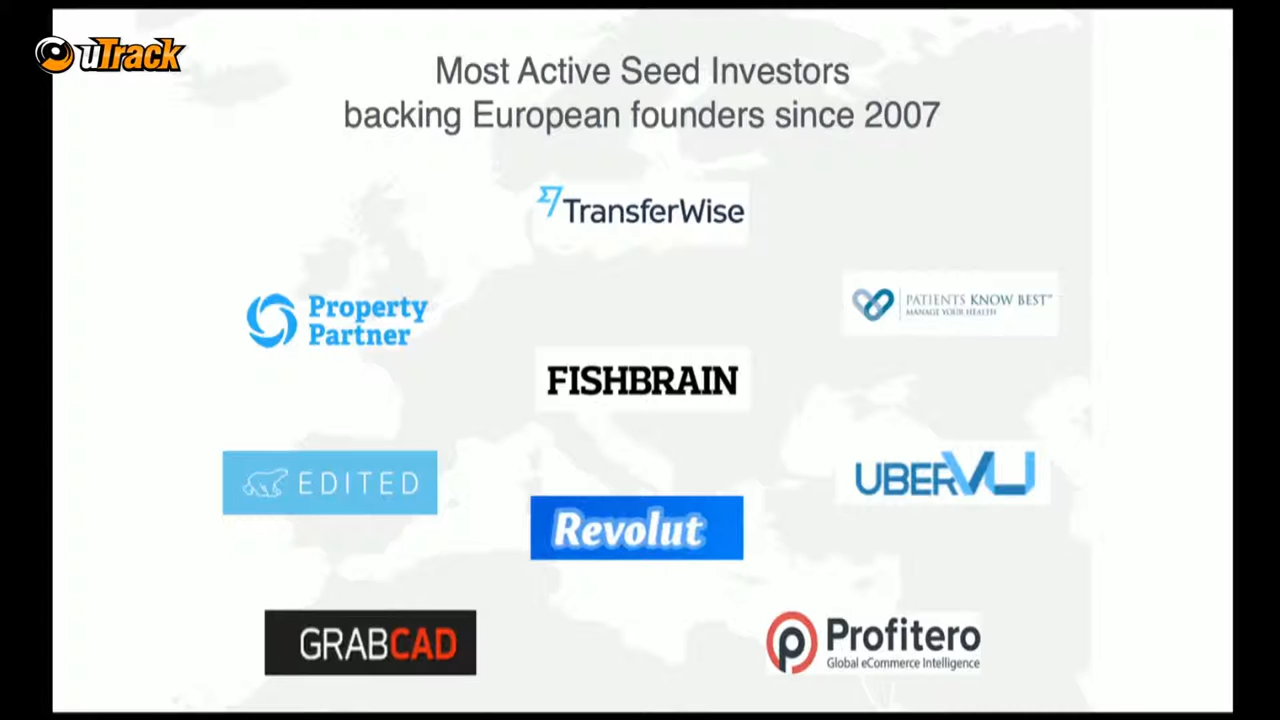 uTrack
Most Active Seed Investors
backing European founders since 2007
TransferWise
Property
Partner
PATIENTS KNOW BEST™
MANAGE YOUR HEALTH
FISHBRAIN
EDITED
UBERVU
Revolut
GRABCAD
Profitero
Global eCommerce Intelligence